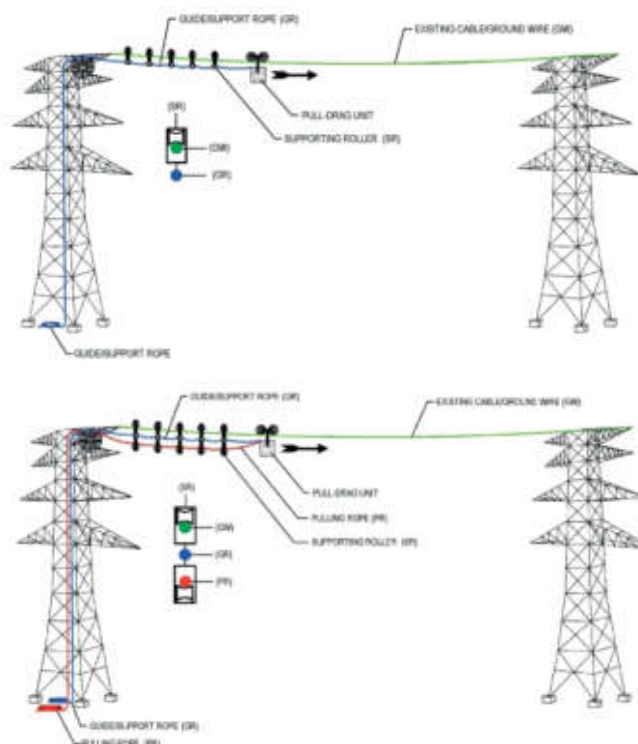 GUIDE/SUPPORT ROPE (GR)
EXISTING CABLE/GROUND WIRE (GW)
PULL-DRAG UNIT
SUPPORTING ROLLER (SR)
(SR)
(GW)
(GR)
GUIDE/SUPPORT ROPE
GUIDE/SUPPORT ROPE (GR)
EXISTING CABLE/GROUND WIRE (GW)
(SR)
PULL-DRAG UNIT
PULLING ROPE (PR)
SUPPORTING ROLLER (SR)
(GW)
(GR)
(PR)
GUIDE/SUPPORT ROPE (GR)
PULLING ROPE (PR)